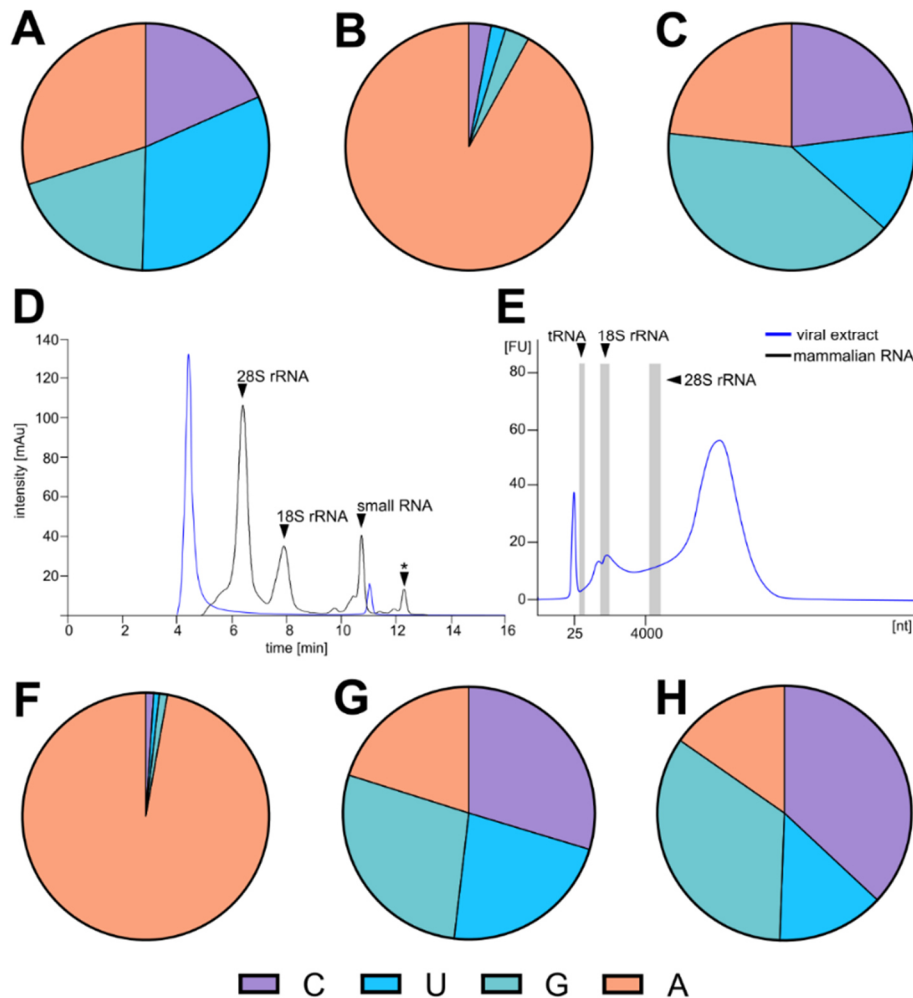 A
B
C
D
140
120
100
80
60
40
20
intensity [mAu]
28S rRNA
18S rRNA
small RNA
*
0 2 4 6 8 10 12 14 16
time [min]
E
[FU]
80
60
40
20
0
tRNA
18S rRNA
28S rRNA
viral extract
mammalian RNA
25 4000
[nt]
F
G
H
C U G A